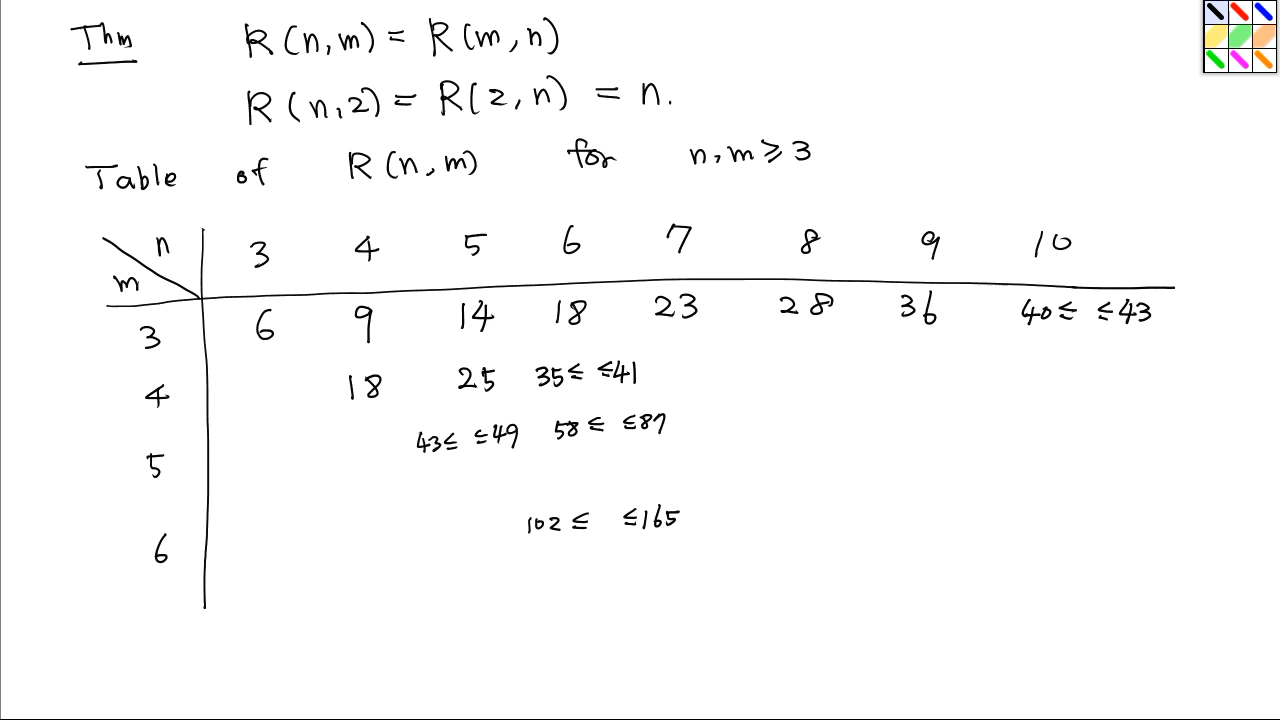 Thm R(n,m) = R(m,n)
R(n,2) = R(2,n) = n.
Table of R(n,m) for n,m ≥ 3
n 3 4 5 6 7 8 9 10
m
3 6 9 14 18 23 28 36 40≤ ≤43
4 18 25 35≤ ≤41
5 43≤ ≤49 58≤ ≤87
6 102≤ ≤165